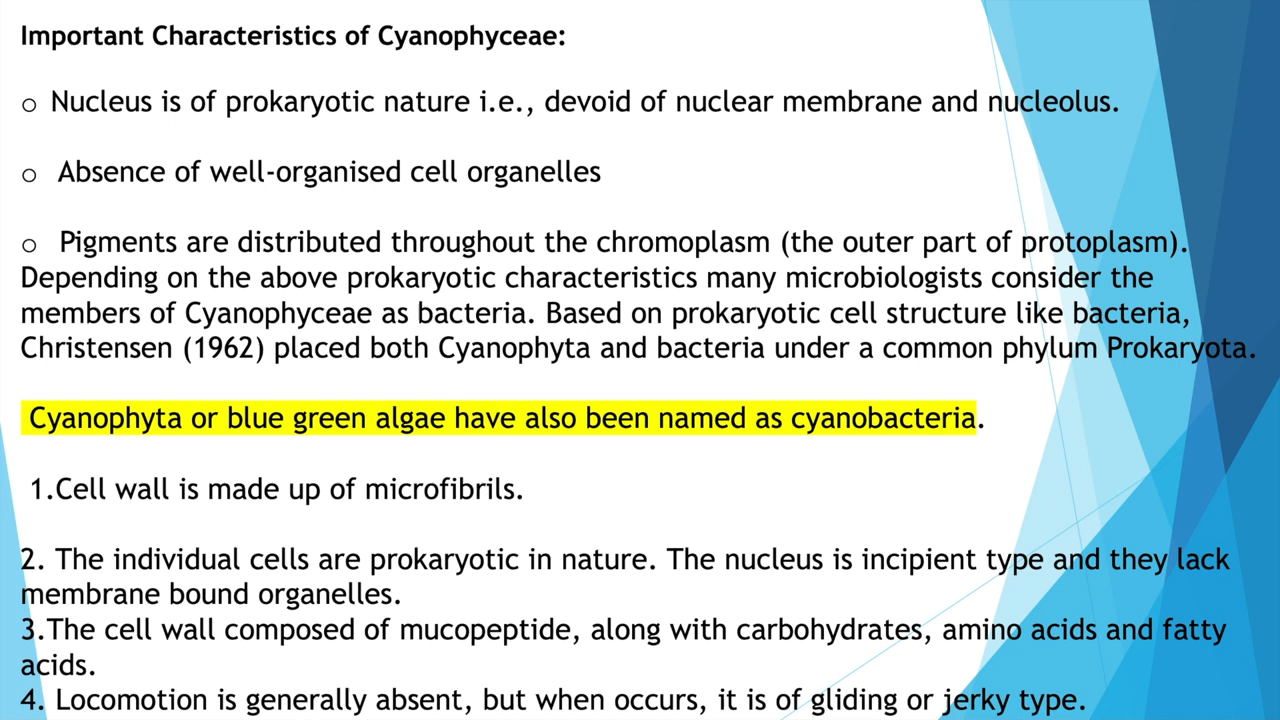 Important Characteristics of Cyanophyceae:
o Nucleus is of prokaryotic nature i.e., devoid of nuclear membrane and nucleolus.
o Absence of well-organised cell organelles
o Pigments are distributed throughout the chromoplasm (the outer part of protoplasm).
Depending on the above prokaryotic characteristics many microbiologists consider the
members of Cyanophyceae as bacteria. Based on prokaryotic cell structure like bacteria,
Christensen (1962) placed both Cyanophyta and bacteria under a common phylum Prokaryota.
Cyanophyta or blue green algae have also been named as cyanobacteria.
1.Cell wall is made up of microfibrils.
2. The individual cells are prokaryotic in nature. The nucleus is incipient type and they lack
membrane bound organelles.
3.The cell wall composed of mucopeptide, along with carbohydrates, amino acids and fatty
acids.
4. Locomotion is generally absent, but when occurs, it is of gliding or jerky type.